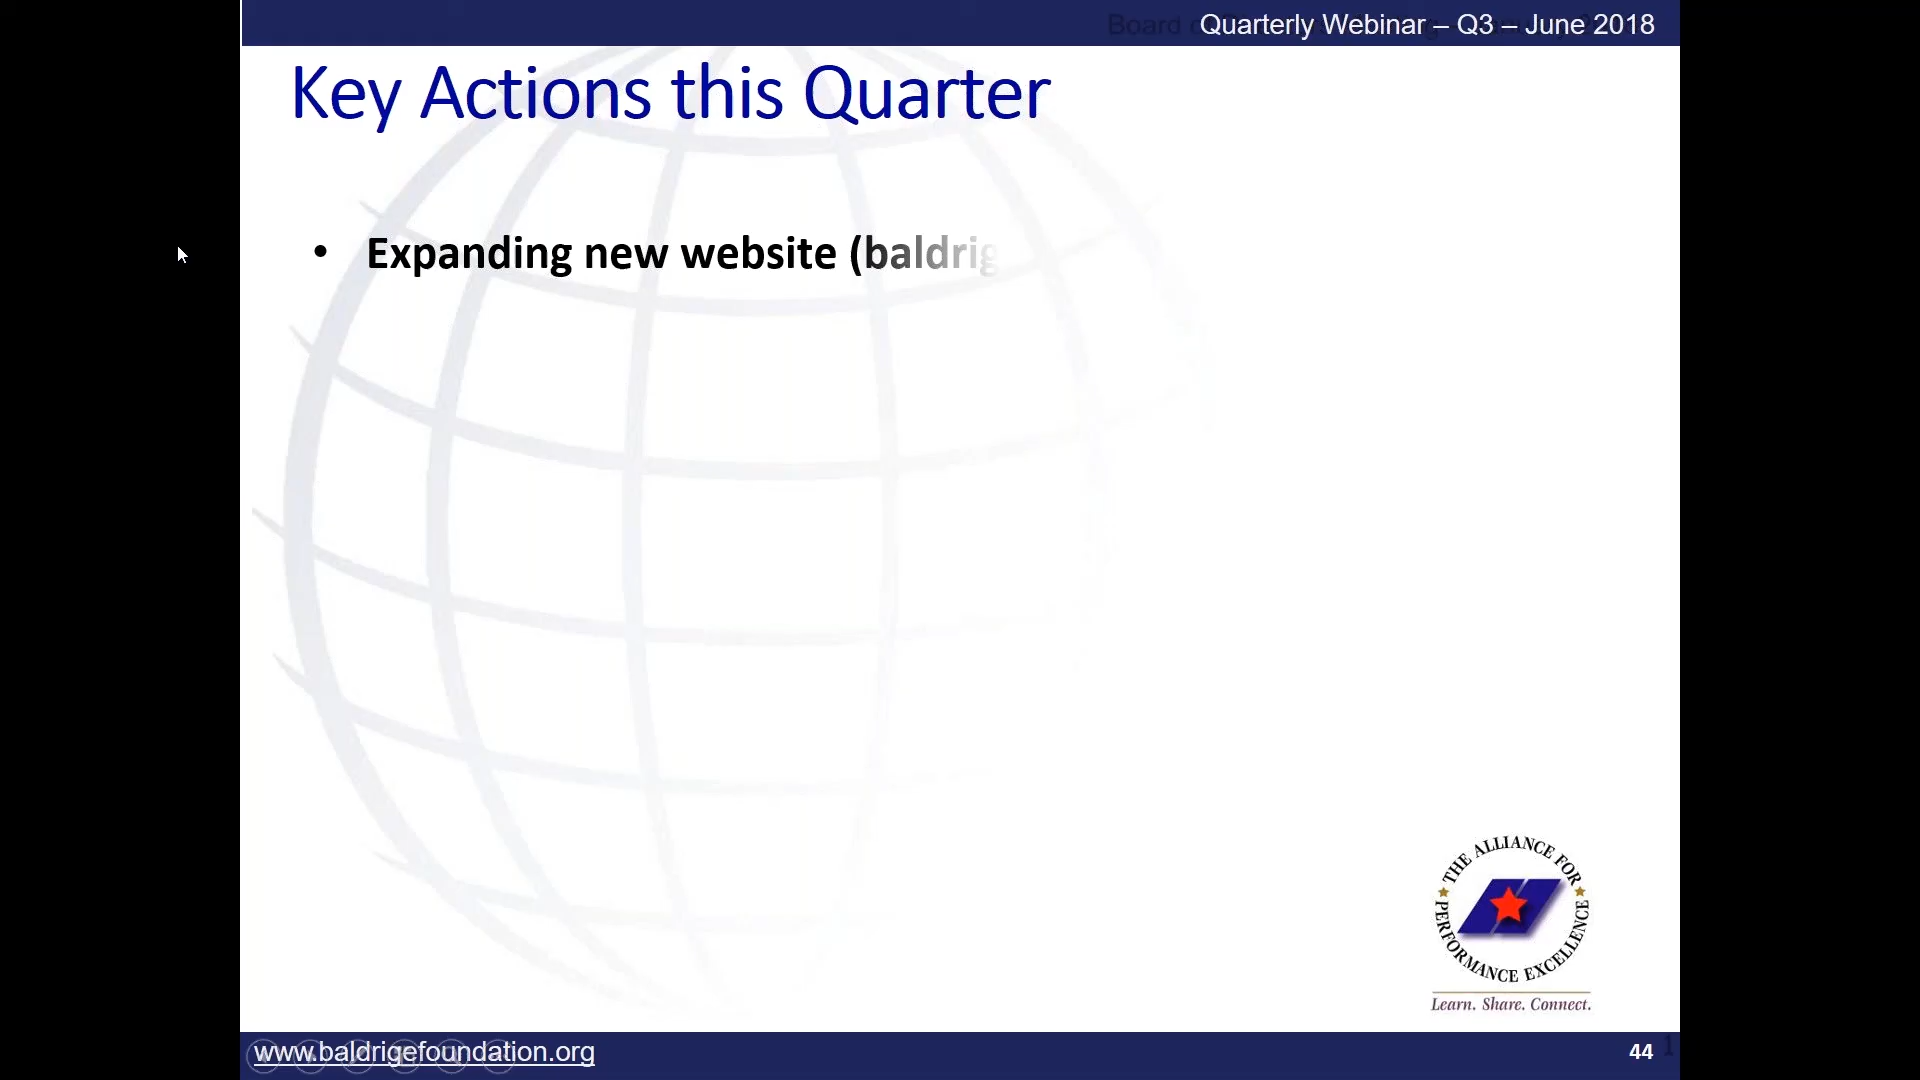 Quarterly Webinar – Q3 – June 2018
Key Actions this Quarter
• Expanding new website (baldrig
THE ALLIANCE FOR
PERFORMANCE EXCELLENCE
Learn. Share. Connect.
www.baldrigefoundation.org
44
1